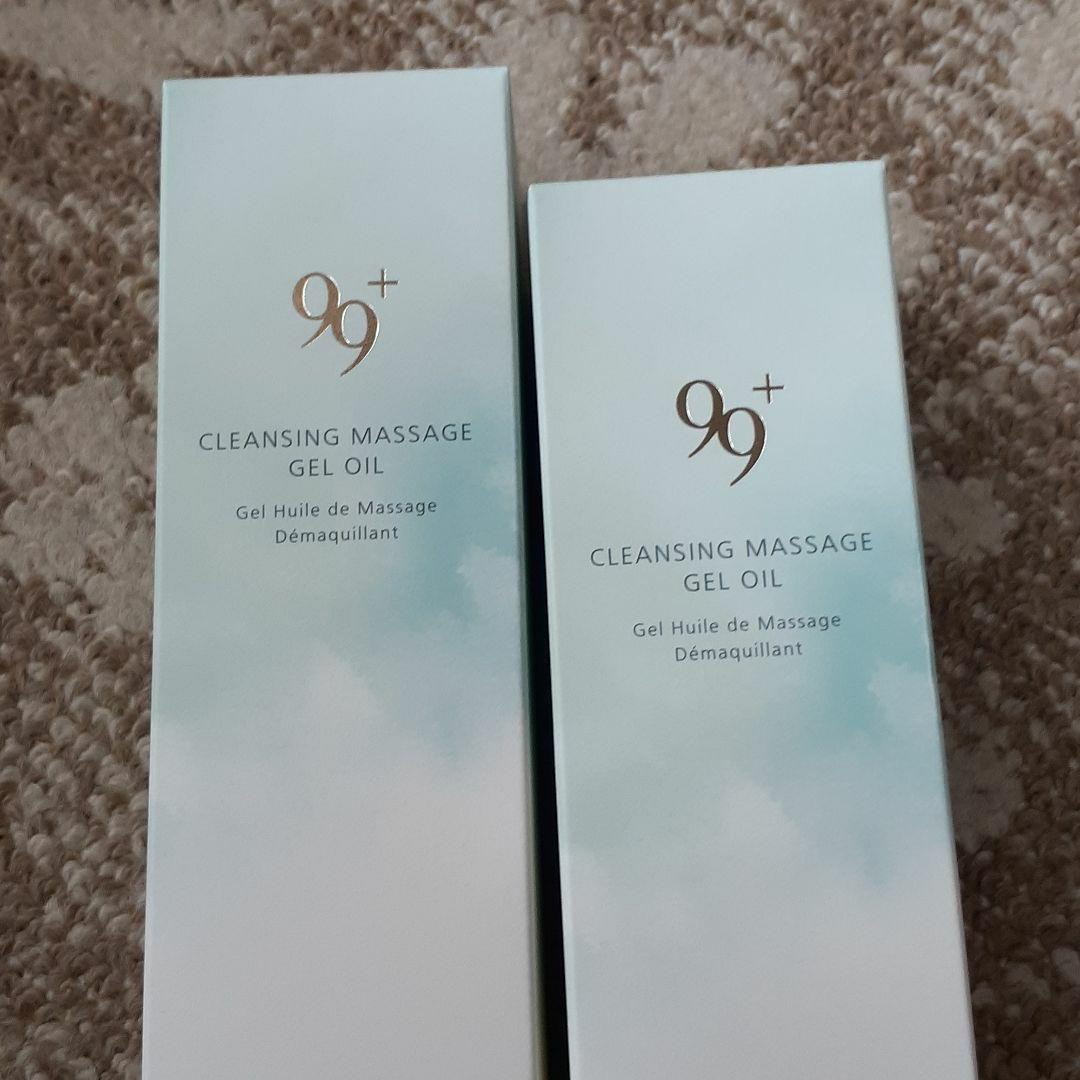 99+
CLEANSING MASSAGE
GEL OIL
Gel Huile de Massage
Démaquillant
99+
CLEANSING MASSAGE
GEL OIL
Gel Huile de Massage
Démaquillant